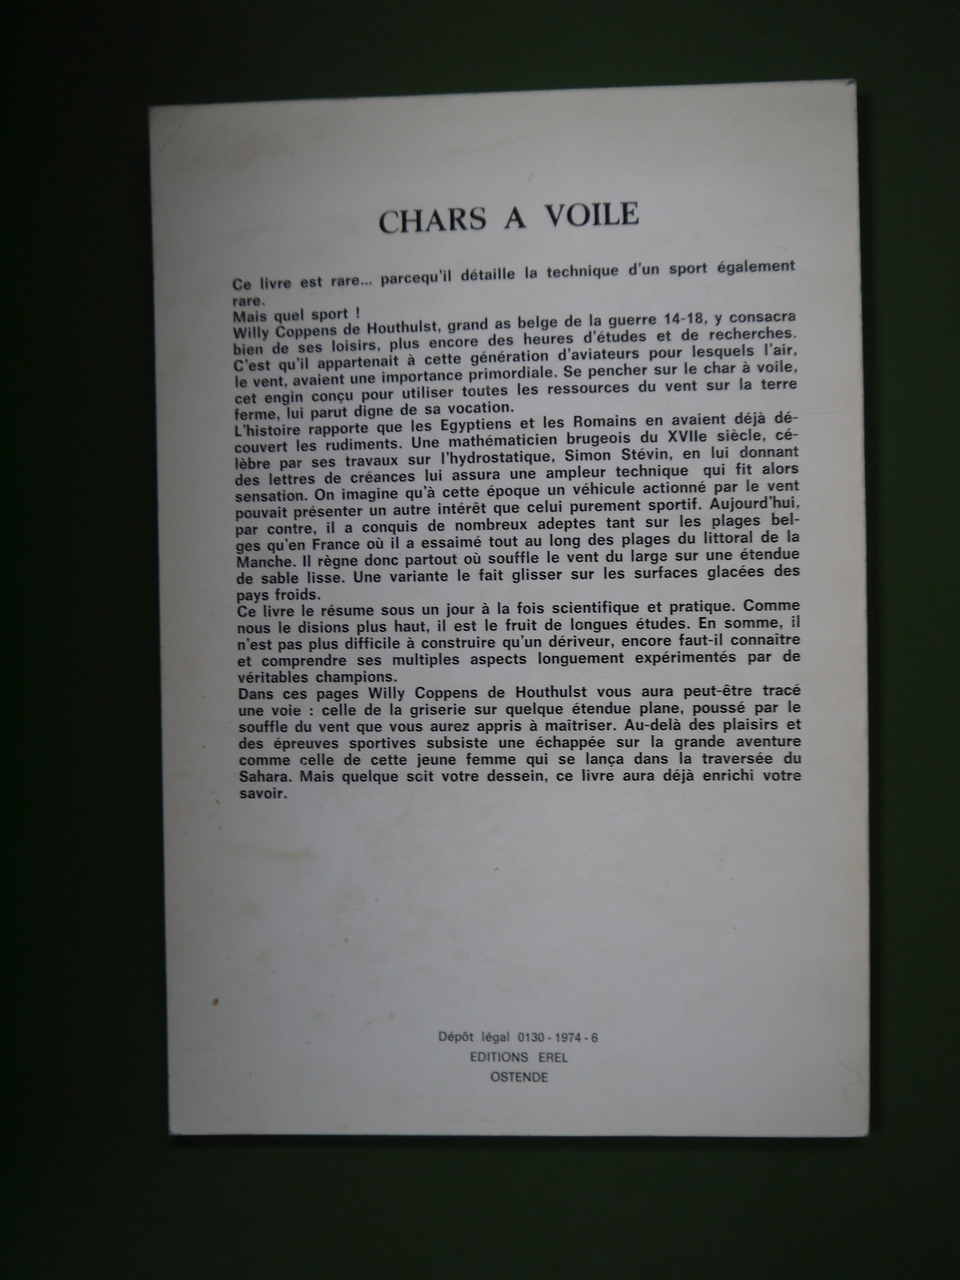 CHARS A VOILE
Ce livre est rare... parcequ'il détaille la technique d'un sport également
rare.
Mais quel sport !
Willy Coppens de Houthulst, grand as belge de la guerre 14-18, y consacra
bien de ses loisirs, plus encore des heures d'études et de recherches.
C'est qu'il appartenait à cette génération d'aviateurs pour lesquels l'air,
le vent, avaient une importance primordiale. Se pencher sur le char à voile,
cet engin conçu pour utiliser toutes les ressources du vent sur la terre
ferme, lui parut digne de sa vocation.
L'histoire rapporte que les Egyptiens et les Romains en avaient déjà dé-
couvert les rudiments. Une mathématicien brugeois du XVIIe siècle, cé-
lèbre par ses travaux sur l'hydrostatique, Simon Stévin, en lui donnant
des lettres de créances lui assura une ampleur technique qui fit alors
sensation. On imagine qu'à cette époque un véhicule actionné par le vent
pouvait présenter un autre intérêt que celui purement sportif. Aujourd'hui,
par contre, il a conquis de nombreux adeptes tant sur les plages bel-
ges qu'en France où il a essaimé tout au long des plages du littoral de la
Manche. Il règne donc partout où souffle le vent du large sur une étendue
de sable lisse. Une variante le fait glisser sur les surfaces glacées des
pays froids.
Ce livre le résume sous un jour à la fois scientifique et pratique. Comme
nous le disions plus haut, il est le fruit de longues études. En somme, il
n'est pas plus difficile à construire qu'un dériveur, encore faut-il connaître
et comprendre ses multiples aspects longuement expérimentés par de
véritables champions.
Dans ces pages Willy Coppens de Houthulst vous aura peut-être tracé
une voie : celle de la griserie sur quelque étendue plane, poussé par le
souffle du vent que vous aurez appris à maîtriser. Au-delà des plaisirs et
des épreuves sportives subsiste une échappée sur la grande aventure
comme celle de cette jeune femme qui se lança dans la traversée du
Sahara. Mais quelque soit votre dessein, ce livre aura déjà enrichi votre
savoir.
Dépôt légal 0130 - 1974 - 6
EDITIONS EREL
OSTENDE